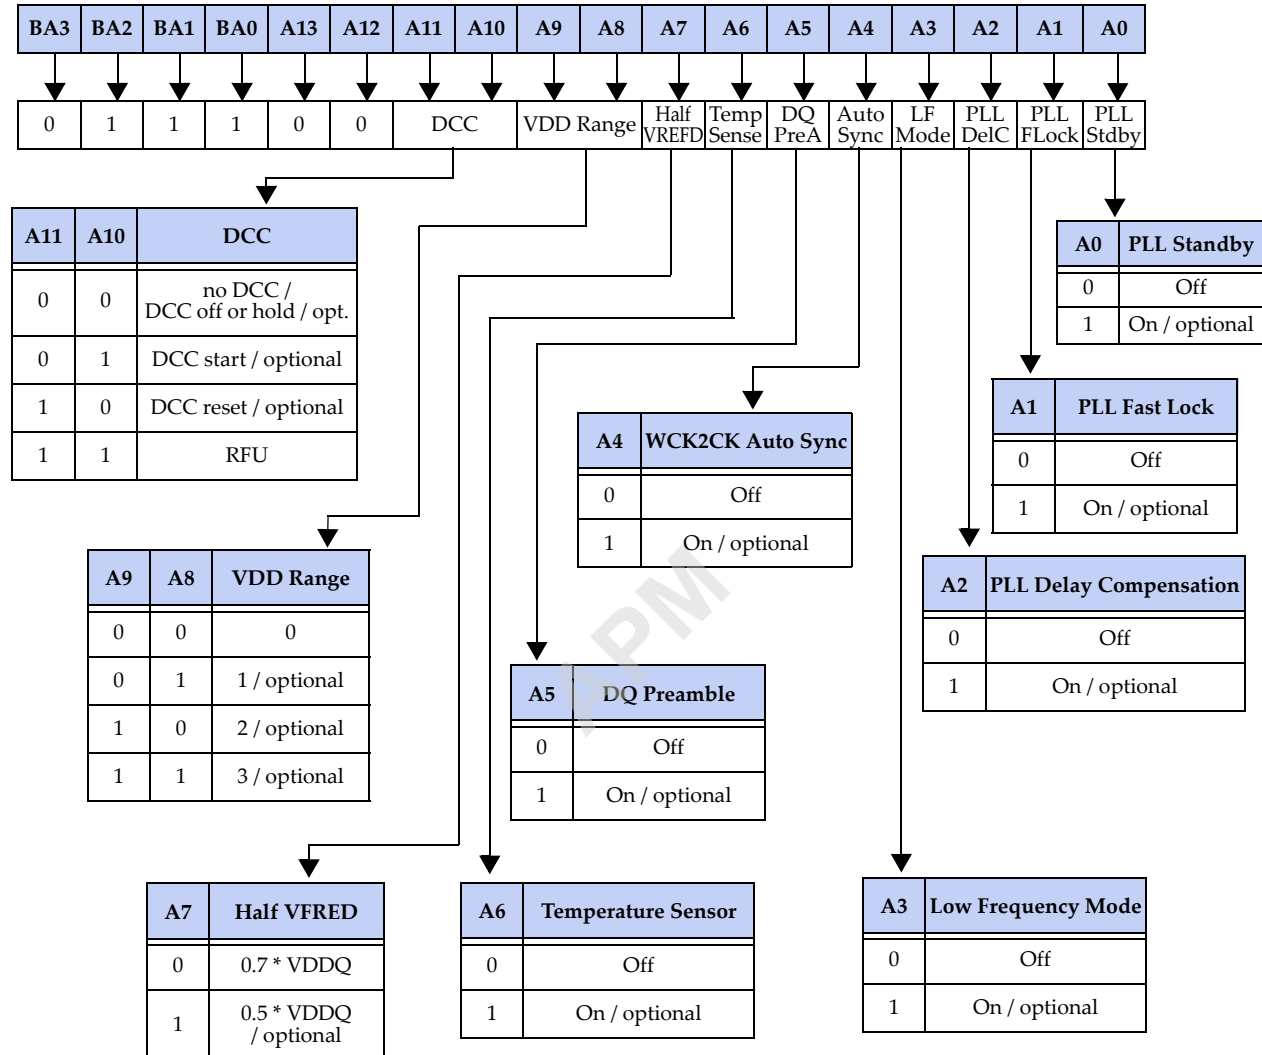 BA3 BA2 BA1 BA0 A13 A12 A11 A10 A9 A8 A7 A6 A5 A4 A3 A2 A1 A0
0 1 1 1 0 0 DCC VDD Range Half VREFD Temp Sense DQ PreA Auto Sync LF Mode PLL DelC PLL FLock PLL Stdby
A11 A10 DCC
0 0 no DCC /
DCC off or hold / opt.
0 1 DCC start / optional
1 0 DCC reset / optional
1 1 RFU
A0 PLL Standby
0 Off
1 On / optional
A1 PLL Fast Lock
0 Off
1 On / optional
A4 WCK2CK Auto Sync
0 Off
1 On / optional
A9 A8 VDD Range
0 0 0
0 1 1 / optional
1 0 2 / optional
1 1 3 / optional
A2 PLL Delay Compensation
0 Off
1 On / optional
A5 DQ Preamble
0 Off
1 On / optional
APM
A7 Half VFRED
0 0.7 * VDDQ
1 0.5 * VDDQ
/ optional
A6 Temperature Sensor
0 Off
1 On / optional
A3 Low Frequency Mode
0 Off
1 On / optional